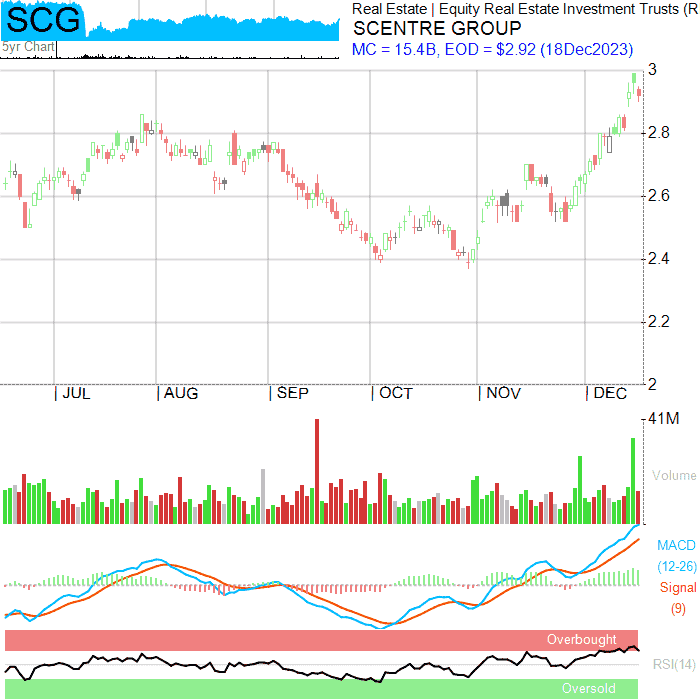 SCG
5yr Chart
Real Estate | Equity Real Estate Investment Trusts (R
SCENTRE GROUP
MC = 15.4B, EOD = $2.92 (18Dec2023)
3
2.8
2.6
2.4
2.2
2
| JUL | AUG | SEP | OCT | NOV | DEC
41M
Volume
MACD
(12-26)
Signal
(9)
Overbought
RSI(14)
Oversold